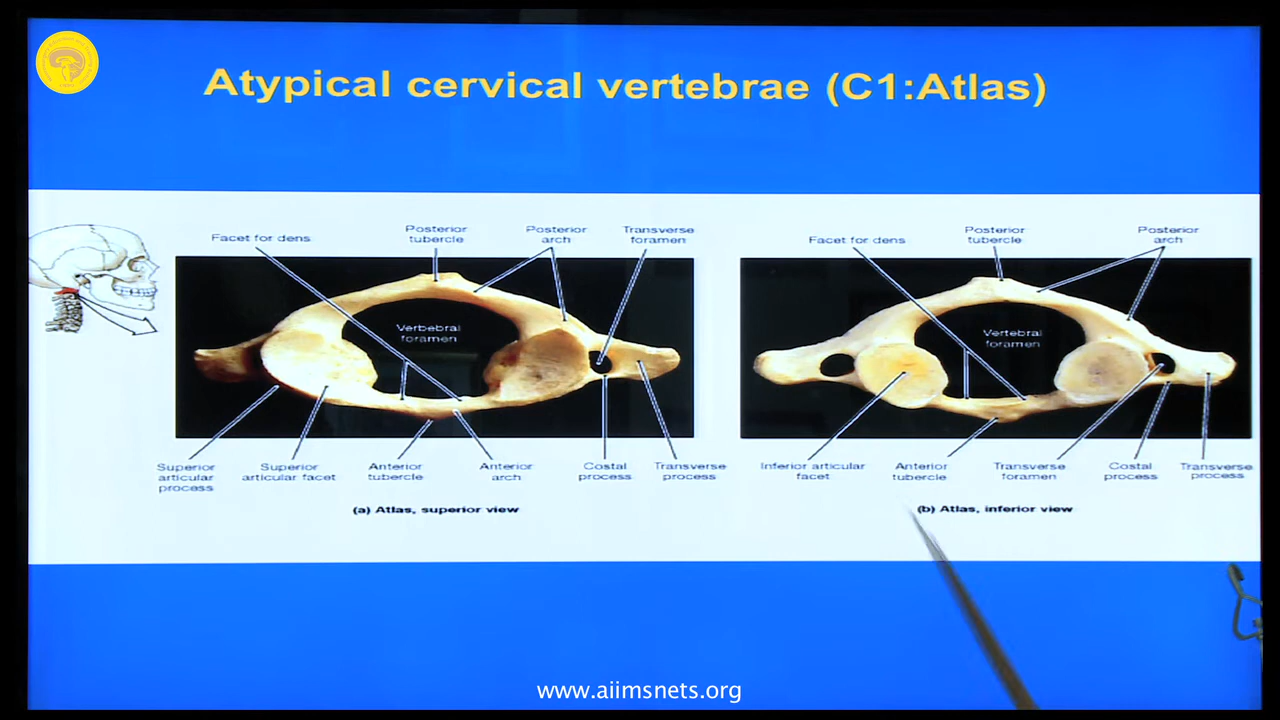 Atypical cervical vertebrae (C1:Atlas)
Facet for dens
Posterior
tubercle
Posterior
arch
Transverse
foramen
Verbebral
foramen
Superior
articular
process
Superior
articular facet
Anterior
tubercle
Anterior
arch
Costal
process
Transverse
process
(a) Atlas, superior view
Facet for dens
Posterior
tubercle
Posterior
arch
Vertebral
foramen
Inferior articular
facet
Anterior
tubercle
Transverse
foramen
Costal
process
Transverse
process
(b) Atlas, inferior view
www.aiimsnets.org